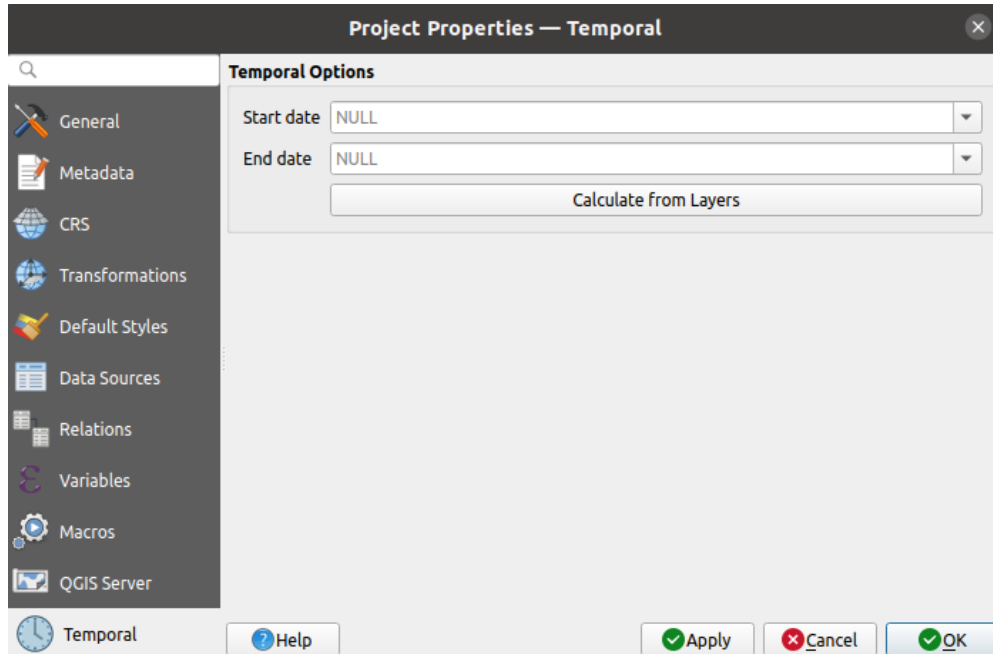 Project Properties — Temporal
Temporal Options
General
Metadata
CRS
Transformations
Default Styles
Data Sources
Relations
Variables
Macros
QGIS Server
Temporal
Start date NULL
End date NULL
Calculate from Layers
Help
Apply
Cancel
OK